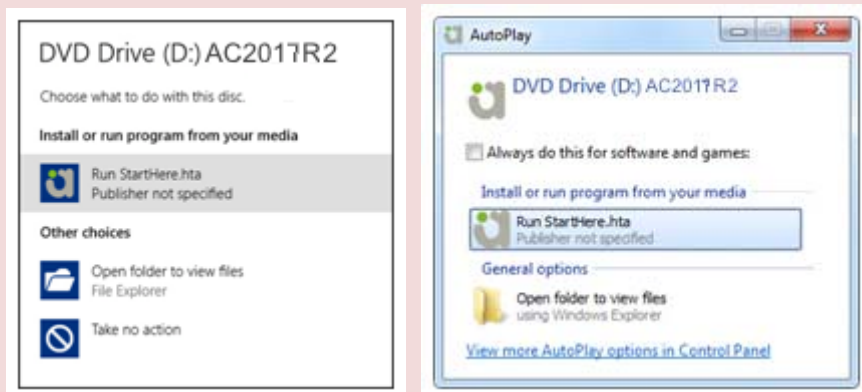 DVD Drive (D:) AC2017R2
Choose what to do with this disc.
Install or run program from your media
Run StartHere.hta
Publisher not specified
Other choices
Open folder to view files
File Explorer
Take no action
AutoPlay
DVD Drive (D:) AC2017R2
Always do this for software and games:
Install or run program from your media
Run StartHere.hta
Publisher not specified
General options
Open folder to view files
using Windows Explorer
View more AutoPlay options in Control Panel